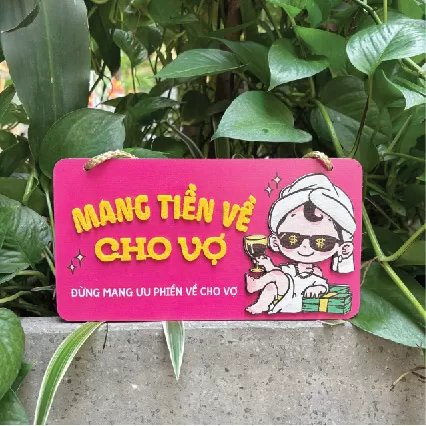 MANG TIỀN VỀ
CHO VỢ
ĐỪNG MANG ƯU PHIỀN VỀ CHO VỢ